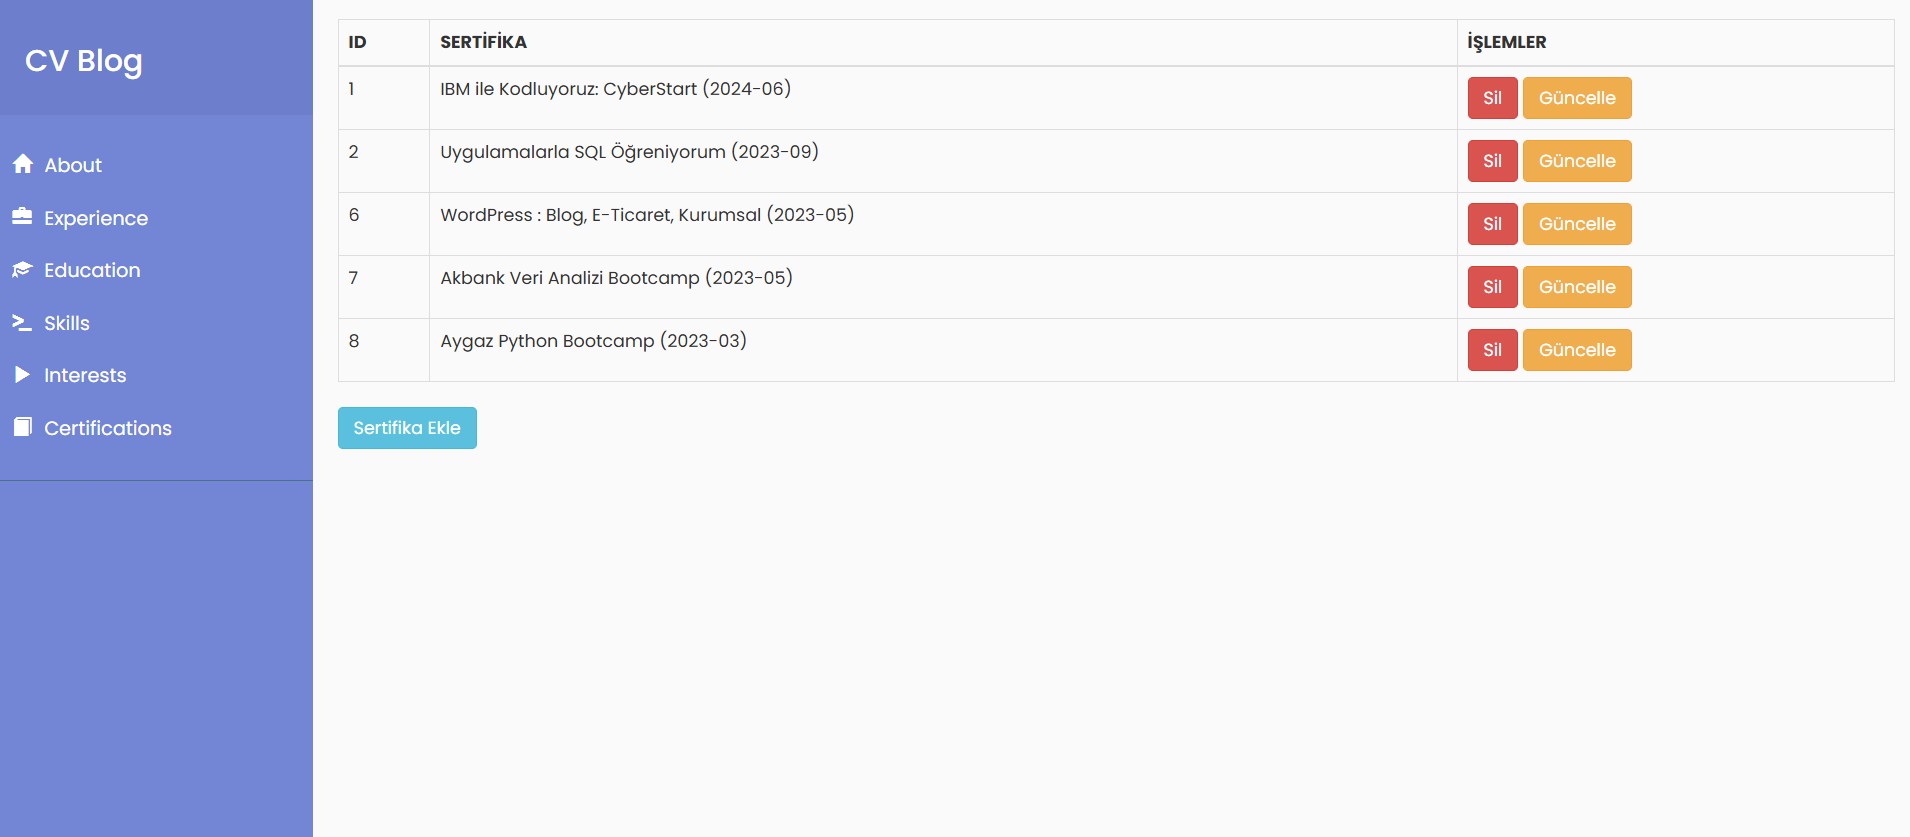 CV Blog
About
Experience
Education
Skills
Interests
Certifications
ID SERTİFİKA İŞLEMLER
1 IBM ile Kodluyoruz: CyberStart (2024-06) Sil Güncelle
2 Uygulamalarla SQL Öğreniyorum (2023-09) Sil Güncelle
6 WordPress : Blog, E-Ticaret, Kurumsal (2023-05) Sil Güncelle
7 Akbank Veri Analizi Bootcamp (2023-05) Sil Güncelle
8 Aygaz Python Bootcamp (2023-03) Sil Güncelle
Sertifika Ekle